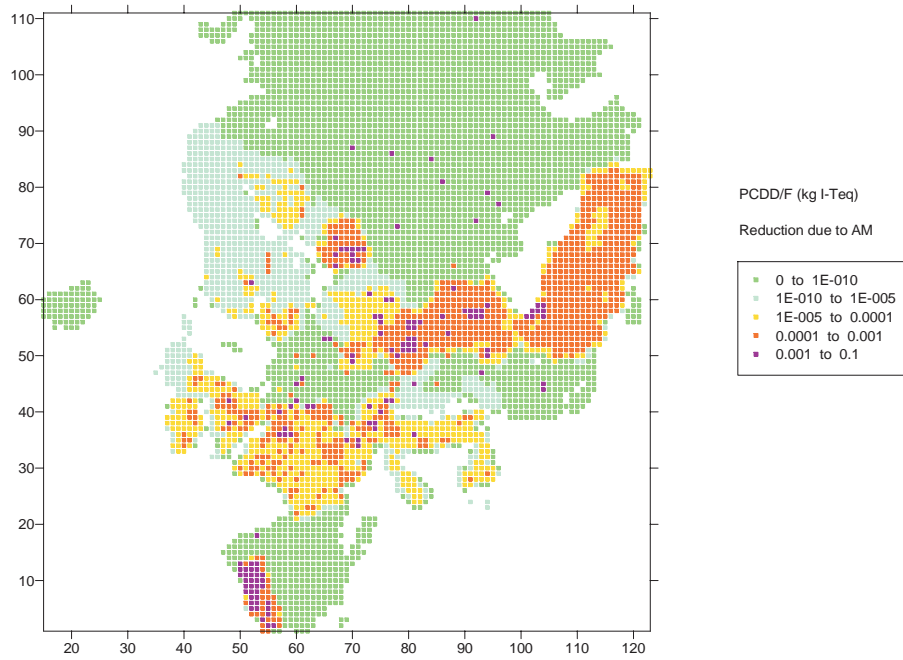 110
100
90
80
70
60
50
40
30
20
10
20 30 40 50 60 70 80 90 100 110 120
PCDD/F (kg I-Teq)
Reduction due to AM
0 to 1E-010
1E-010 to 1E-005
1E-005 to 0.0001
0.0001 to 0.001
0.001 to 0.1